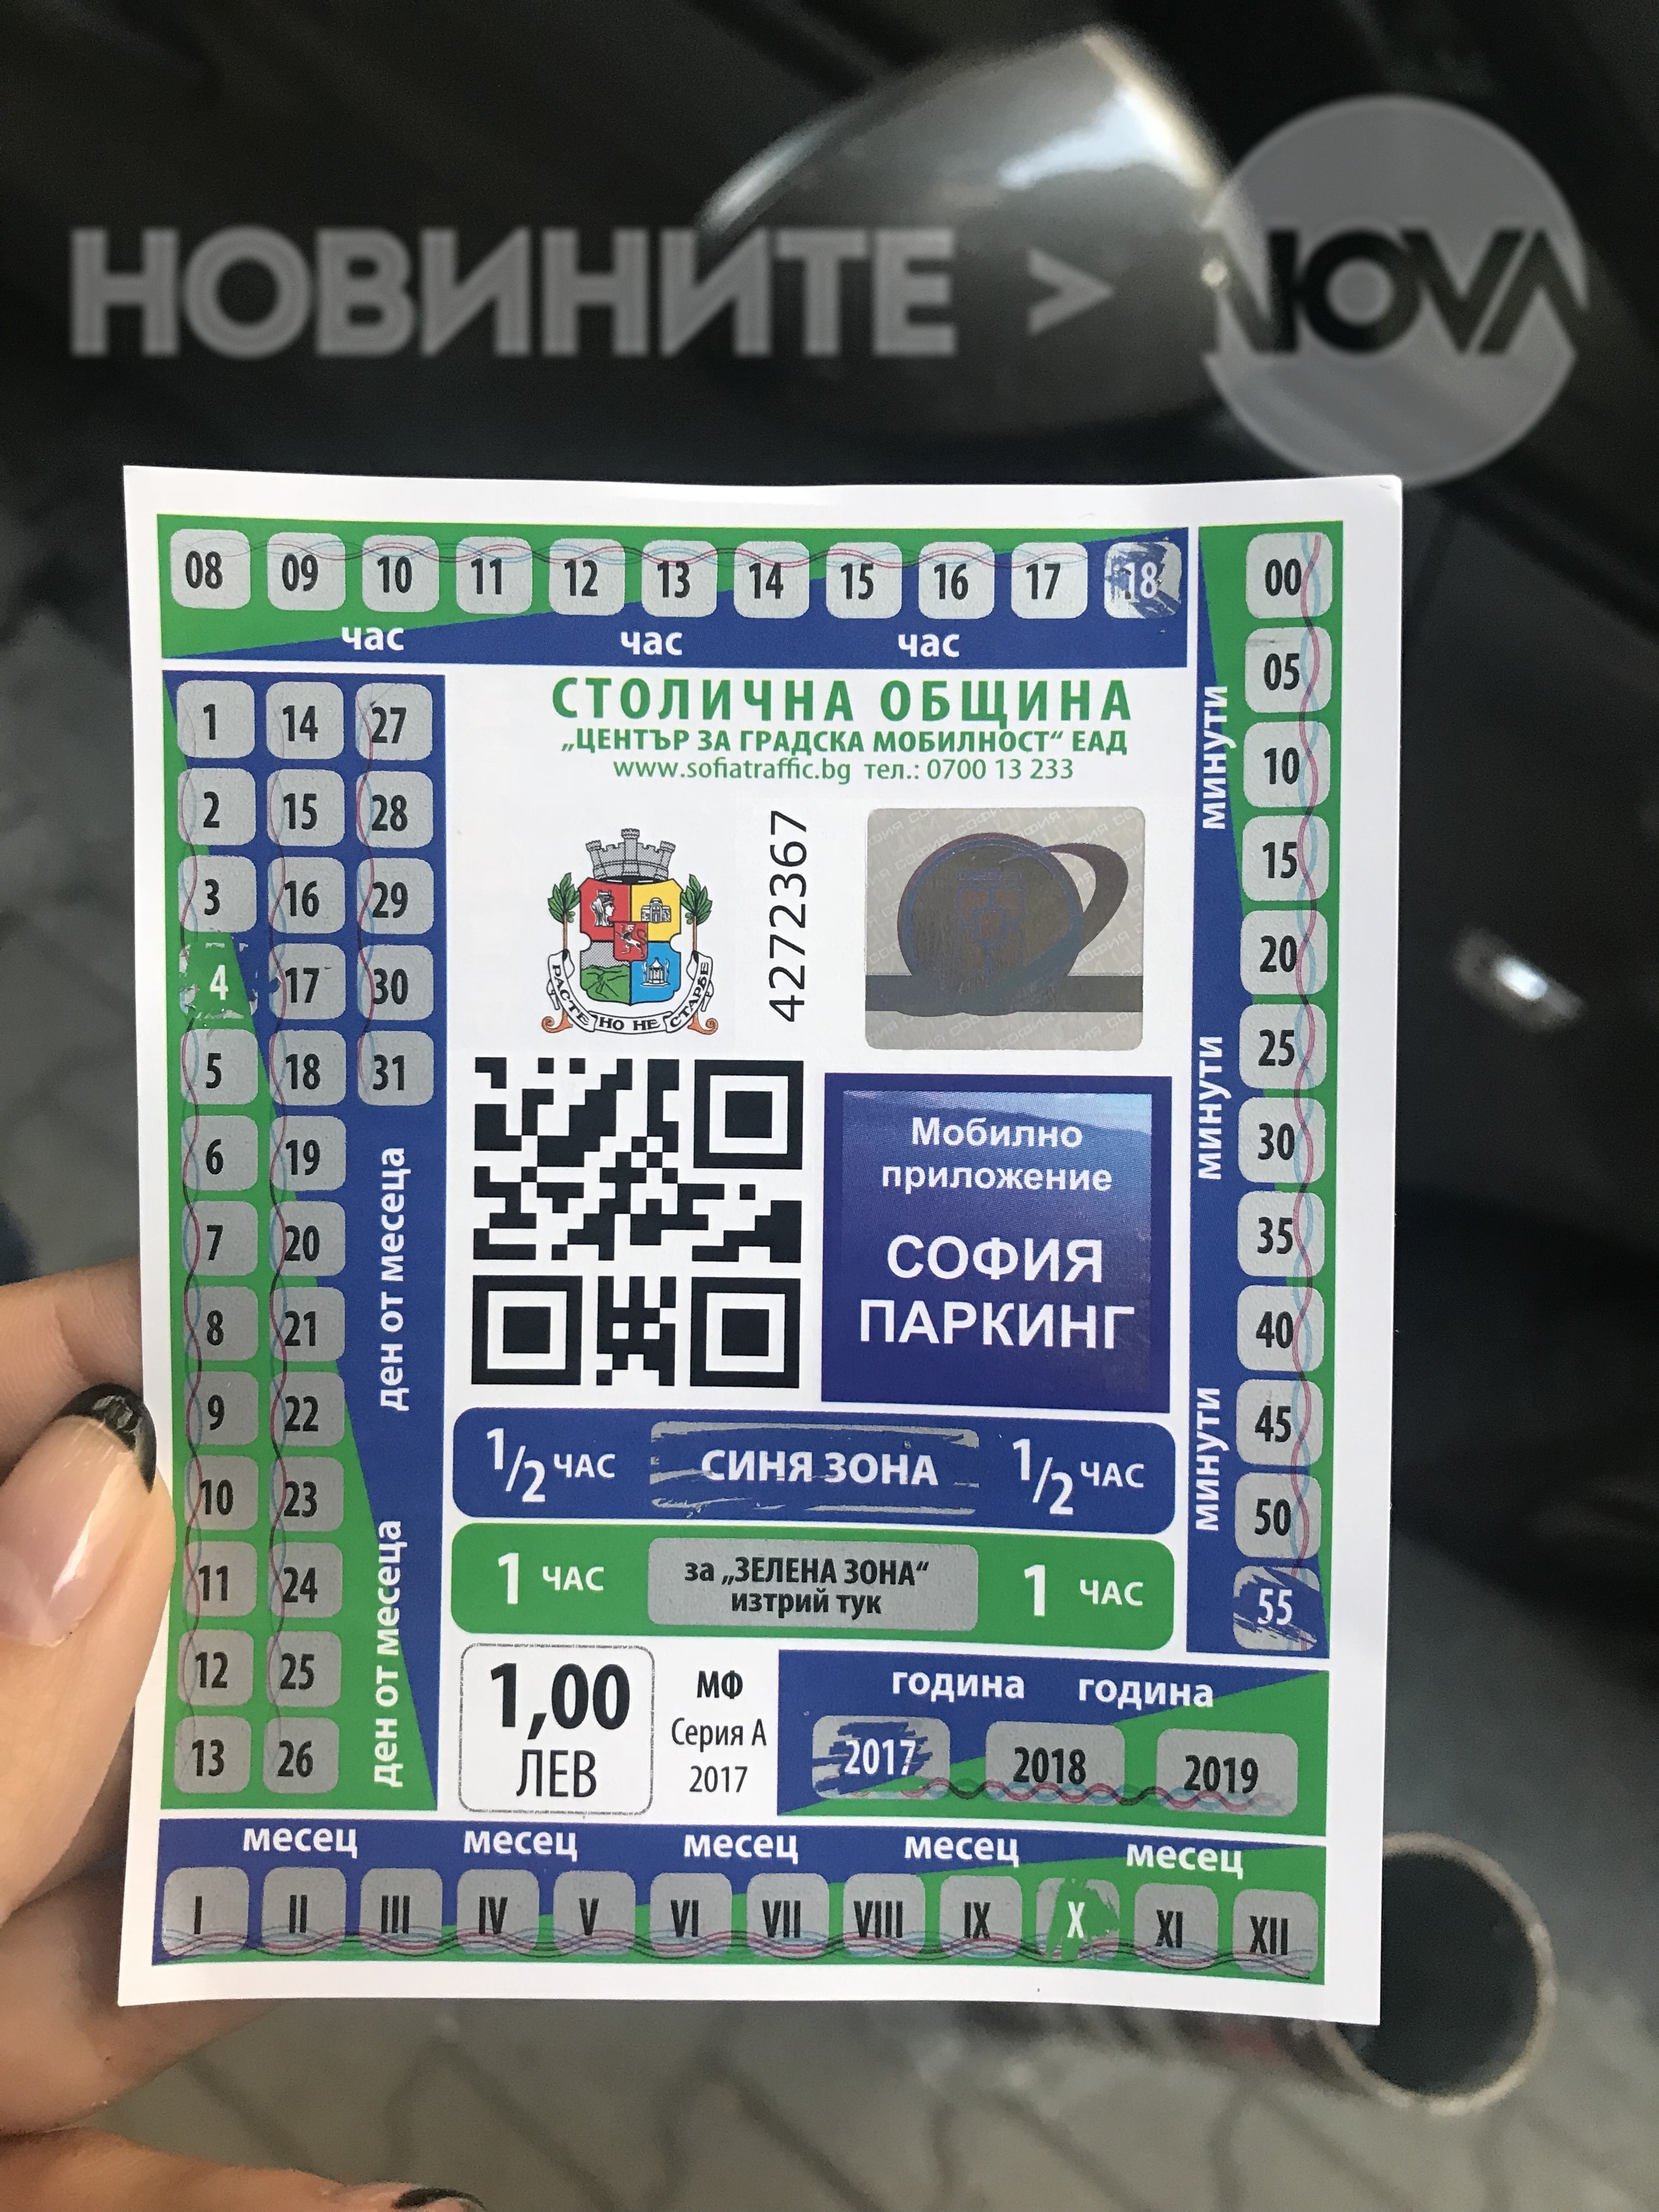 НОВИНИТЕ > NOVA
08 09 10 11 12 13 14 15 16 17 18
час час час
00
05
10
15
20
25
30
35
40
45
50
55
минути
минути
минути
1 14 27
2 15 28
3 16 29
4 17 30
5 18 31
6 19
7 20
8 21
9 22
10 23
11 24
12 25
13 26
ден от месеца
ден от месеца
СТОЛИЧНА ОБЩИНА
„ЦЕНТЪР ЗА ГРАДСКА МОБИЛНОСТ“ ЕАД
www.sofiatraffic.bg тел.: 0700 13 233
РАСТЕ НО НЕ СТАРѢЕ
4272367
Мобилно
приложение
СОФИЯ
ПАРКИНГ
1/2 ЧАС СИНЯ ЗОНА 1/2 ЧАС
1 ЧАС за „ЗЕЛЕНА ЗОНА“ 1 ЧАС
изтрий тук
1,00
ЛЕВ
МФ
Серия А
2017
година година
2017 2018 2019
месец месец месец месец месец
I II III IV V VI VII VIII IX X XI XII